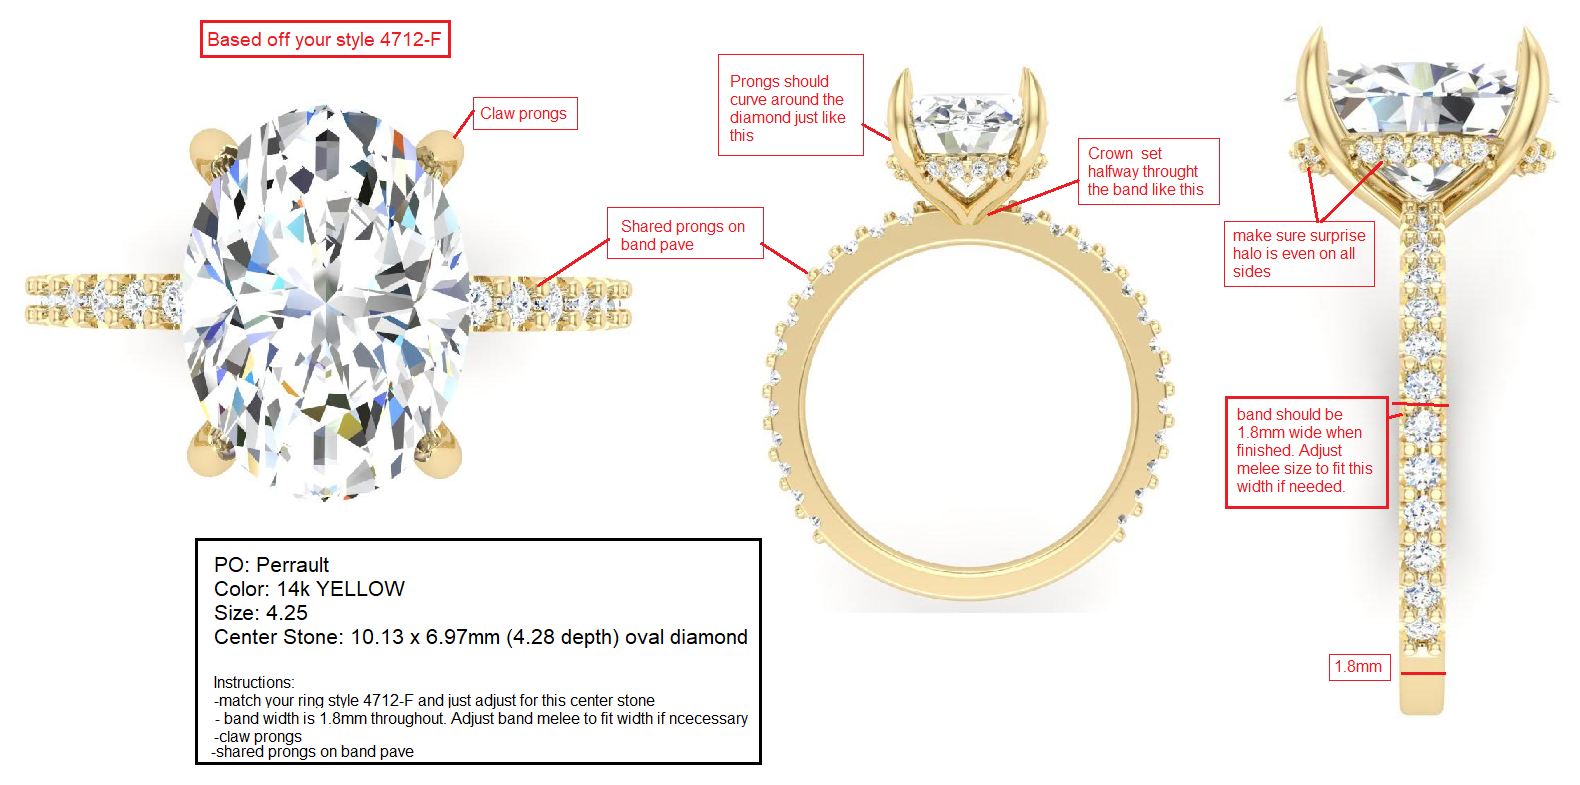 Based off your style 4712-F
Claw prongs
Prongs should
curve around the
diamond just like
this
Crown set
halfway throught
the band like this
Shared prongs on
band pave
make sure surprise
halo is even on all
sides
band should be
1.8mm wide when
finished. Adjust
melee size to fit this
width if needed.
1.8mm
PO: Perrault
Color: 14k YELLOW
Size: 4.25
Center Stone: 10.13 x 6.97mm (4.28 depth) oval diamond
Instructions:
-match your ring style 4712-F and just adjust for this center stone
- band width is 1.8mm throughout. Adjust band melee to fit width if ncecessary
-claw prongs
-shared prongs on band pave